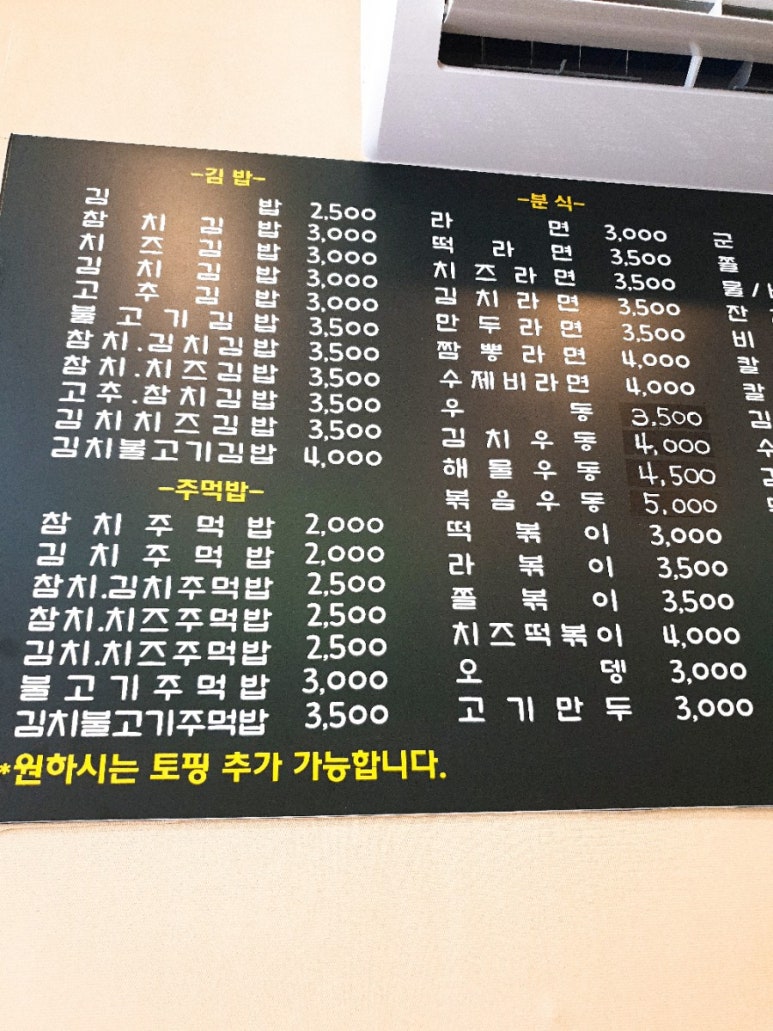 -김밥-
김밥 2,500
참치김밥 3,000
치즈김밥 3,000
김치김밥 3,000
고추김밥 3,000
불고기김밥 3,500
참치.김치김밥 3,500
참치.치즈김밥 3,500
고추.참치김밥 3,500
김치치즈김밥 3,500
김치불고기김밥 4,000
-주먹밥-
참치주먹밥 2,000
김치주먹밥 2,000
참치.김치주먹밥 2,500
참치.치즈주먹밥 2,500
김치.치즈주먹밥 2,500
불고기주먹밥 3,000
김치불고기주먹밥 3,500
*원하시는 토핑 추가 가능합니다.
-분식-
라면 3,000
떡라면 3,500
치즈라면 3,500
김치라면 3,500
만두라면 3,500
짬뽕라면 4,000
수제비라면 4,000
우동 3,500
김치우동 4,000
해물우동 4,500
볶음우동 5,000
떡볶이 3,000
라볶이 3,500
쫄볶이 3,500
치즈떡볶이 4,000
오뎅 3,000
고기만두 3,000